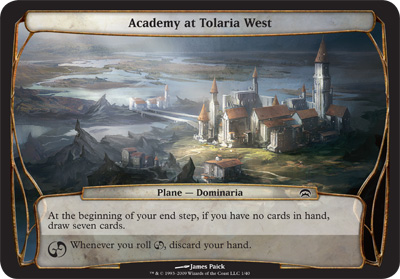 Academy at Tolaria West
Plane — Dominaria
At the beginning of your end step, if you have no cards in hand,
draw seven cards.
Whenever you roll , discard your hand.
James Paick
™ & © 1993–2009 Wizards of the Coast LLC 1/40